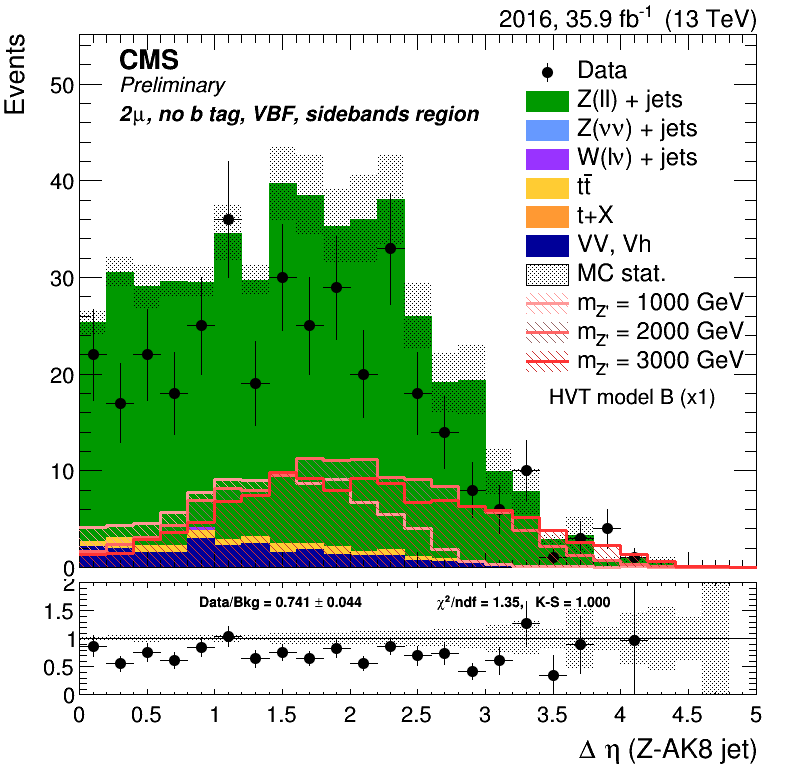 2016, 35.9 fb⁻¹ (13 TeV)
Events
CMS
Preliminary
2μ, no b tag, VBF, sidebands region
Data
Z(ll) + jets
Z(νν) + jets
W(lν) + jets
tt̄
t+X
VV, Vh
MC stat.
m_Z' = 1000 GeV
m_Z' = 2000 GeV
m_Z' = 3000 GeV
HVT model B (x1)
50
40
30
20
10
0
Data/Bkg = 0.741 ± 0.044 χ²/ndf = 1.35, K-S = 1.000
2
1.5
1
0.5
0
0 0.5 1 1.5 2 2.5 3 3.5 4 4.5 5
Δ η (Z-AK8 jet)